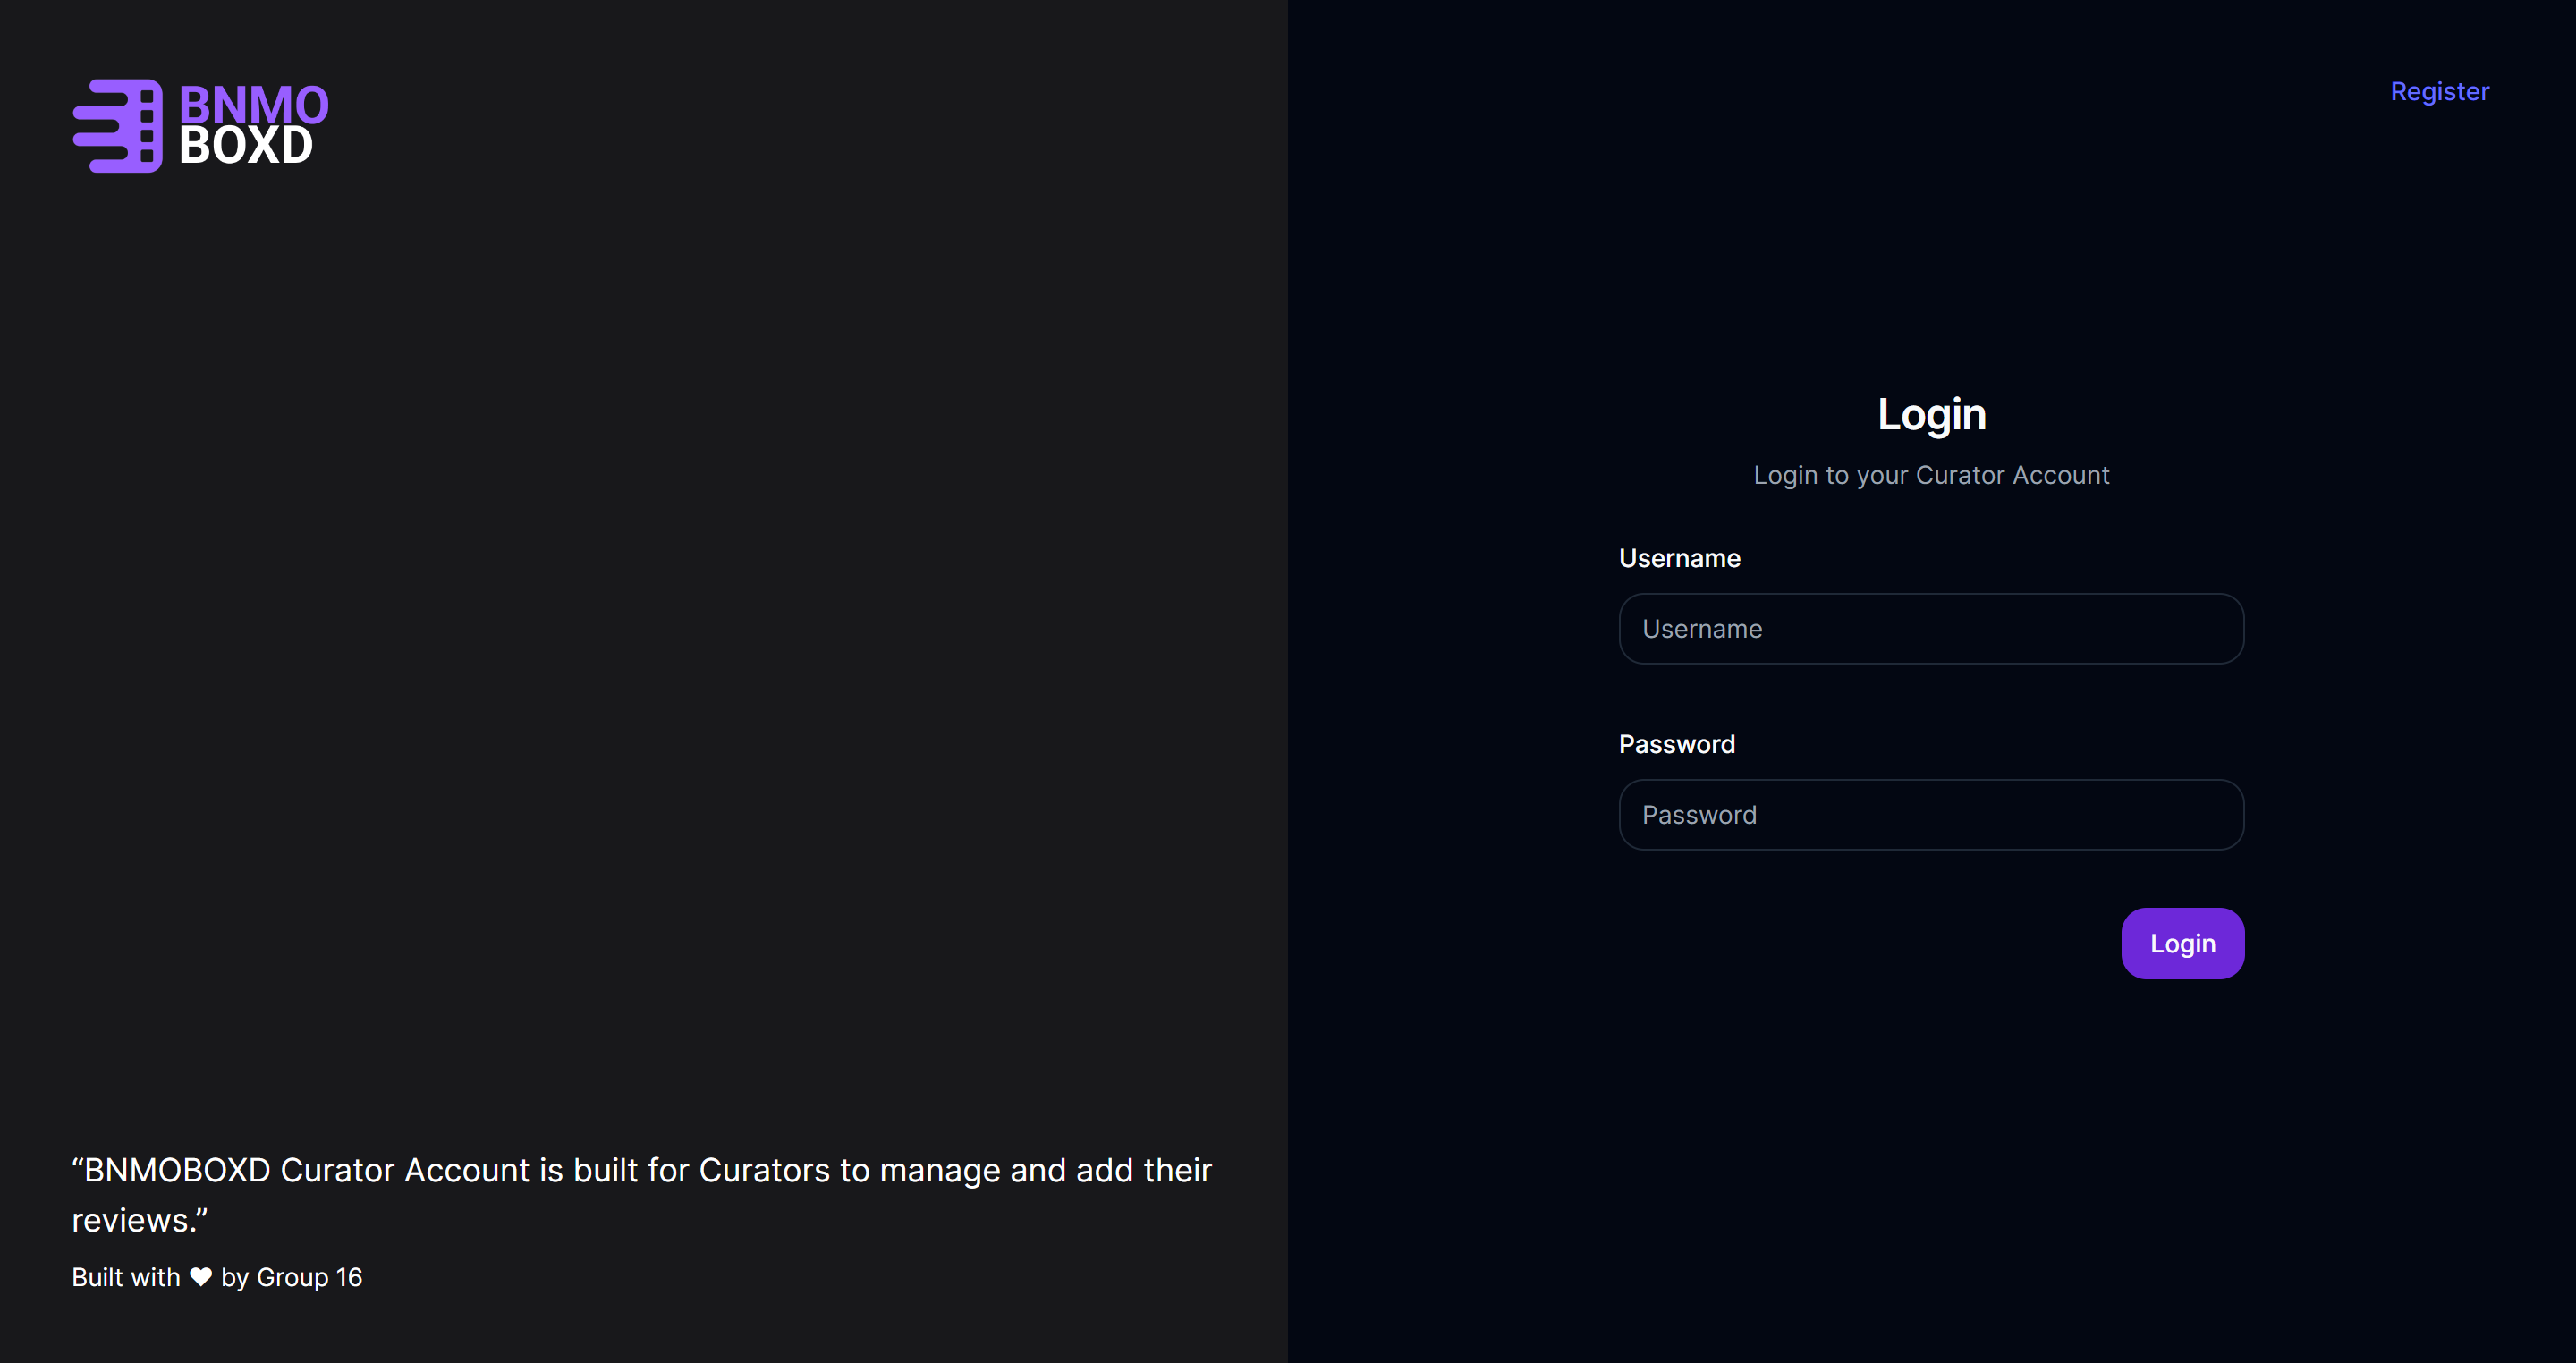 BNMO
BOXD
Register
Login
Login to your Curator Account
Username
Username
Password
Password
Login
“BNMOBOXD Curator Account is built for Curators to manage and add their
reviews.”
Built with ♥ by Group 16